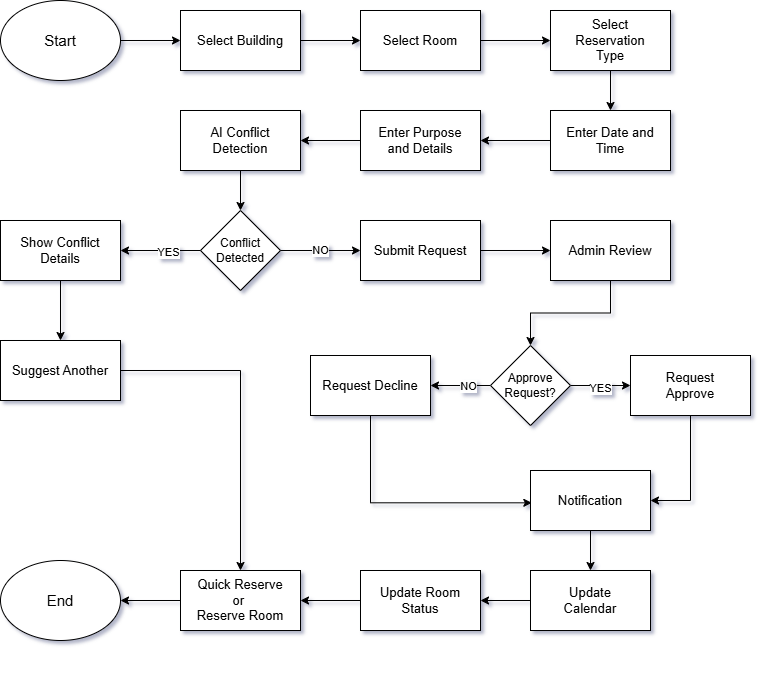 Start
Select Building
Select Room
Select
Reservation
Type
AI Conflict
Detection
Enter Purpose
and Details
Enter Date and
Time
Show Conflict
Details
YES
Conflict
Detected
NO
Submit Request
Admin Review
Suggest Another
Request Decline
NO
Approve
Request?
YES
Request
Approve
Notification
End
Quick Reserve
or
Reserve Room
Update Room
Status
Update
Calendar